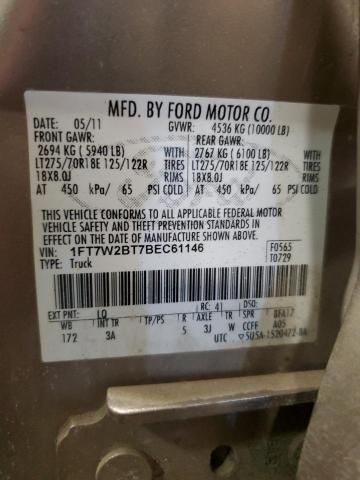 MFD. BY FORD MOTOR CO.
DATE: 05/11 GVWR: 4536 KG (10000 LB)
FRONT GAWR: REAR GAWR:
2694 KG ( 5940 LB) 2767 KG ( 6100 LB)
LT275/70R18E 125/122R TIRES LT275/70R18E 125/122R TIRES
18X8.0J RIMS 18X8.0J RIMS
AT 450 kPa/ 65 PSI COLD AT 450 kPa/ 65 PSI COLD
THIS VEHICLE CONFORMS TO ALL APPLICABLE FEDERAL MOTOR
VEHICLE SAFETY AND THEFT PREVENTION STANDARDS IN
EFFECT ON THE DATE OF MANUFACTURE SHOWN ABOVE.
VIN: 1FT7W2BT7BEC61146 F0565
TYPE: Truck T0729
EXT PNT: LQ RC: 41 DSO:
WB INT TR TP/PS R AXLE TR SPR
172 3A 5 3J W CCFF A05
UTC